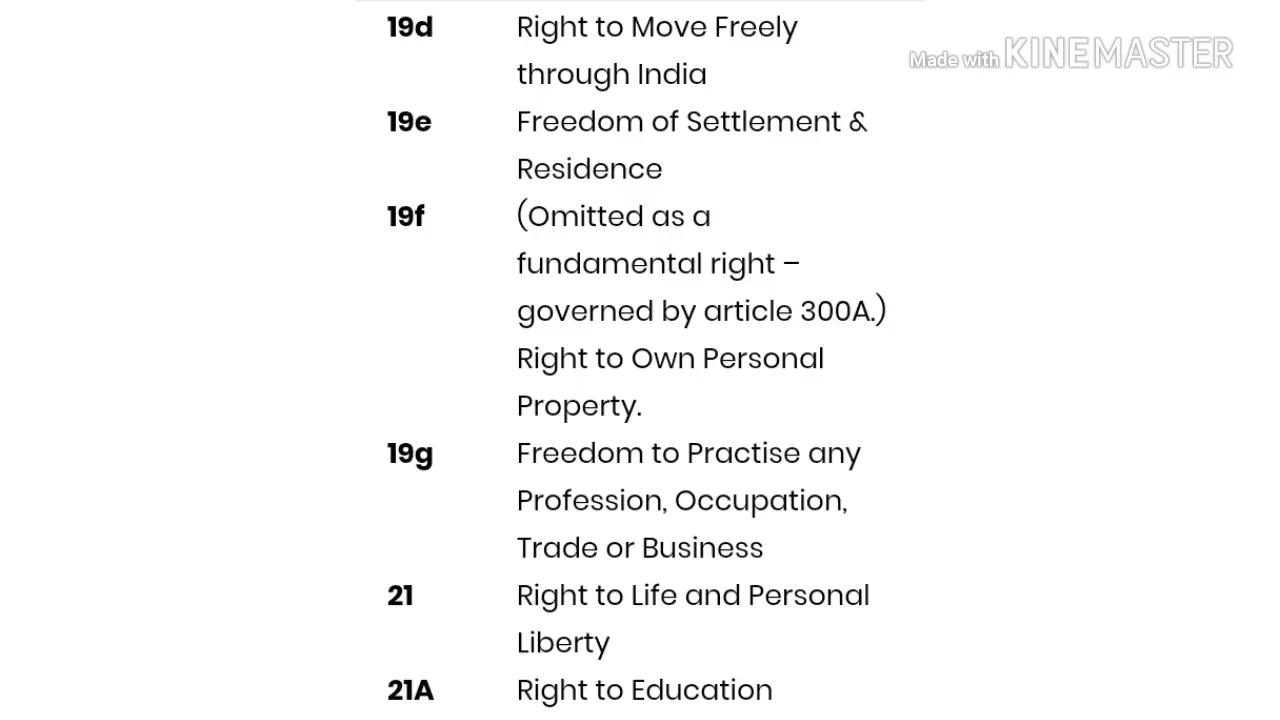 19d Right to Move Freely
through India
Made with KINEMASTER
19e Freedom of Settlement &
Residence
19f (Omitted as a
fundamental right –
governed by article 300A.)
Right to Own Personal
Property.
19g Freedom to Practise any
Profession, Occupation,
Trade or Business
21 Right to Life and Personal
Liberty
21A Right to Education